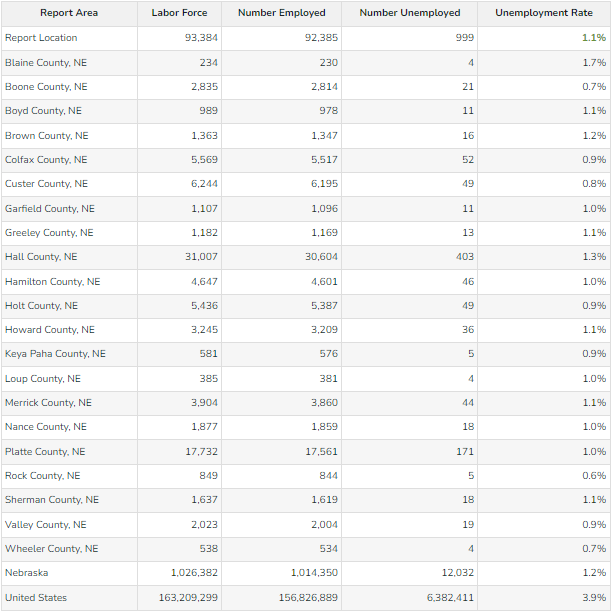 Report Area Labor Force Number Employed Number Unemployed Unemployment Rate
Report Location 93,384 92,385 999 1.1%
Blaine County, NE 234 230 4 1.7%
Boone County, NE 2,835 2,814 21 0.7%
Boyd County, NE 989 978 11 1.1%
Brown County, NE 1,363 1,347 16 1.2%
Colfax County, NE 5,569 5,517 52 0.9%
Custer County, NE 6,244 6,195 49 0.8%
Garfield County, NE 1,107 1,096 11 1.0%
Greeley County, NE 1,182 1,169 13 1.1%
Hall County, NE 31,007 30,604 403 1.3%
Hamilton County, NE 4,647 4,601 46 1.0%
Holt County, NE 5,436 5,387 49 0.9%
Howard County, NE 3,245 3,209 36 1.1%
Keya Paha County, NE 581 576 5 0.9%
Loup County, NE 385 381 4 1.0%
Merrick County, NE 3,904 3,860 44 1.1%
Nance County, NE 1,877 1,859 18 1.0%
Platte County, NE 17,732 17,561 171 1.0%
Rock County, NE 849 844 5 0.6%
Sherman County, NE 1,637 1,619 18 1.1%
Valley County, NE 2,023 2,004 19 0.9%
Wheeler County, NE 538 534 4 0.7%
Nebraska 1,026,382 1,014,350 12,032 1.2%
United States 163,209,299 156,826,889 6,382,411 3.9%